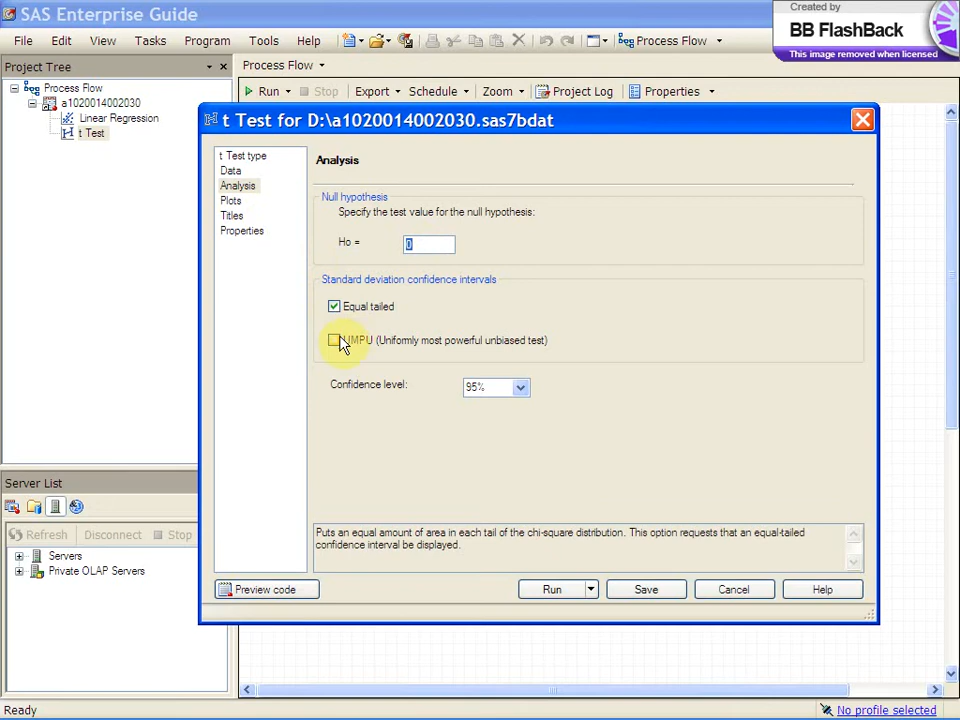 SAS Enterprise Guide
Created by
BB FlashBack
This image removed when licensed
File Edit View Tasks Program Tools Help Process Flow
Project Tree
Process Flow
Process Flow
a1020014002030
Linear Regression
t Test
Run Stop Export Schedule Zoom Project Log Properties
t Test for D:\a1020014002030.sas7bdat
t Test type
Data
Analysis
Plots
Titles
Properties
Analysis
Null hypothesis
Specify the test value for the null hypothesis:
Ho = 0
Standard deviation confidence intervals
Equal tailed
UMPU (Uniformly most powerful unbiased test)
Confidence level: 95%
Puts an equal amount of area in each tail of the chi-square distribution. This option requests that an equal-tailed
confidence interval be displayed.
Preview code Run Save Cancel Help
Server List
Refresh Disconnect Stop
Servers
Private OLAP Servers
Ready
No profile selected